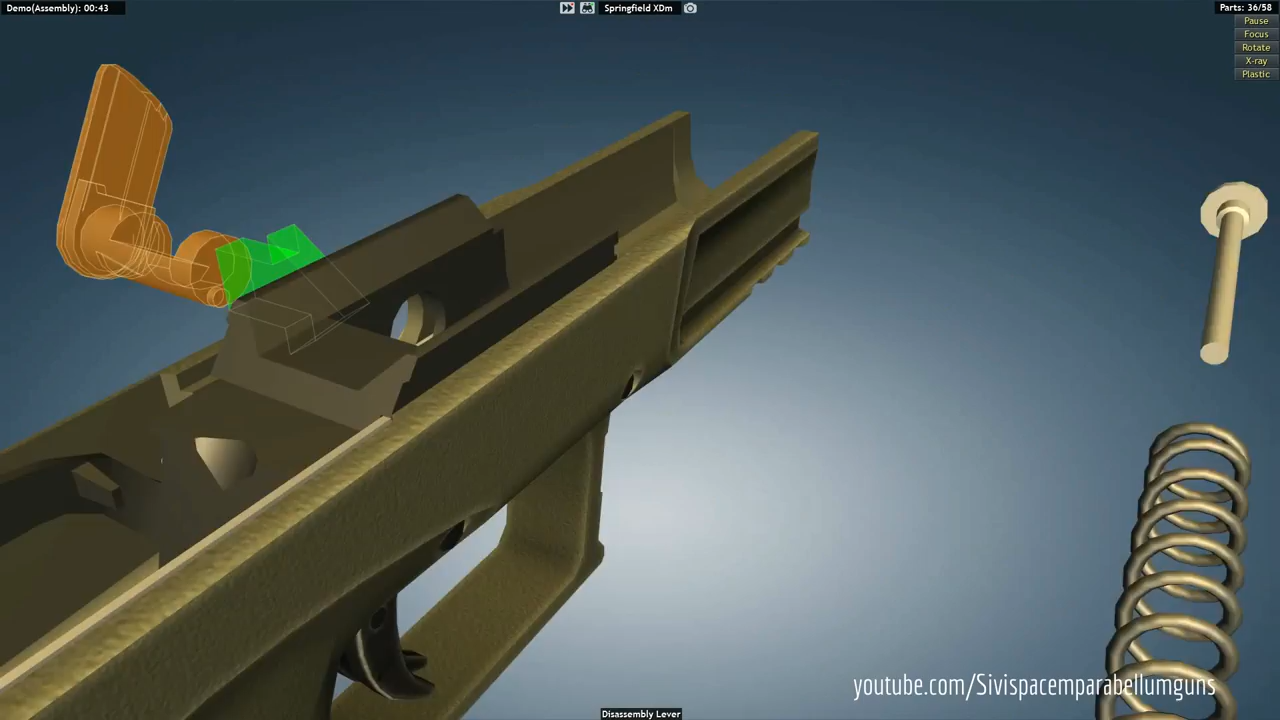 Demo(Assembly): 00:43
Springfield XDm
Parts: 36/58
Pause
Focus
Rotate
X-ray
Plastic
youtube.com/Sivispacemparabellumguns
Disassembly Lever